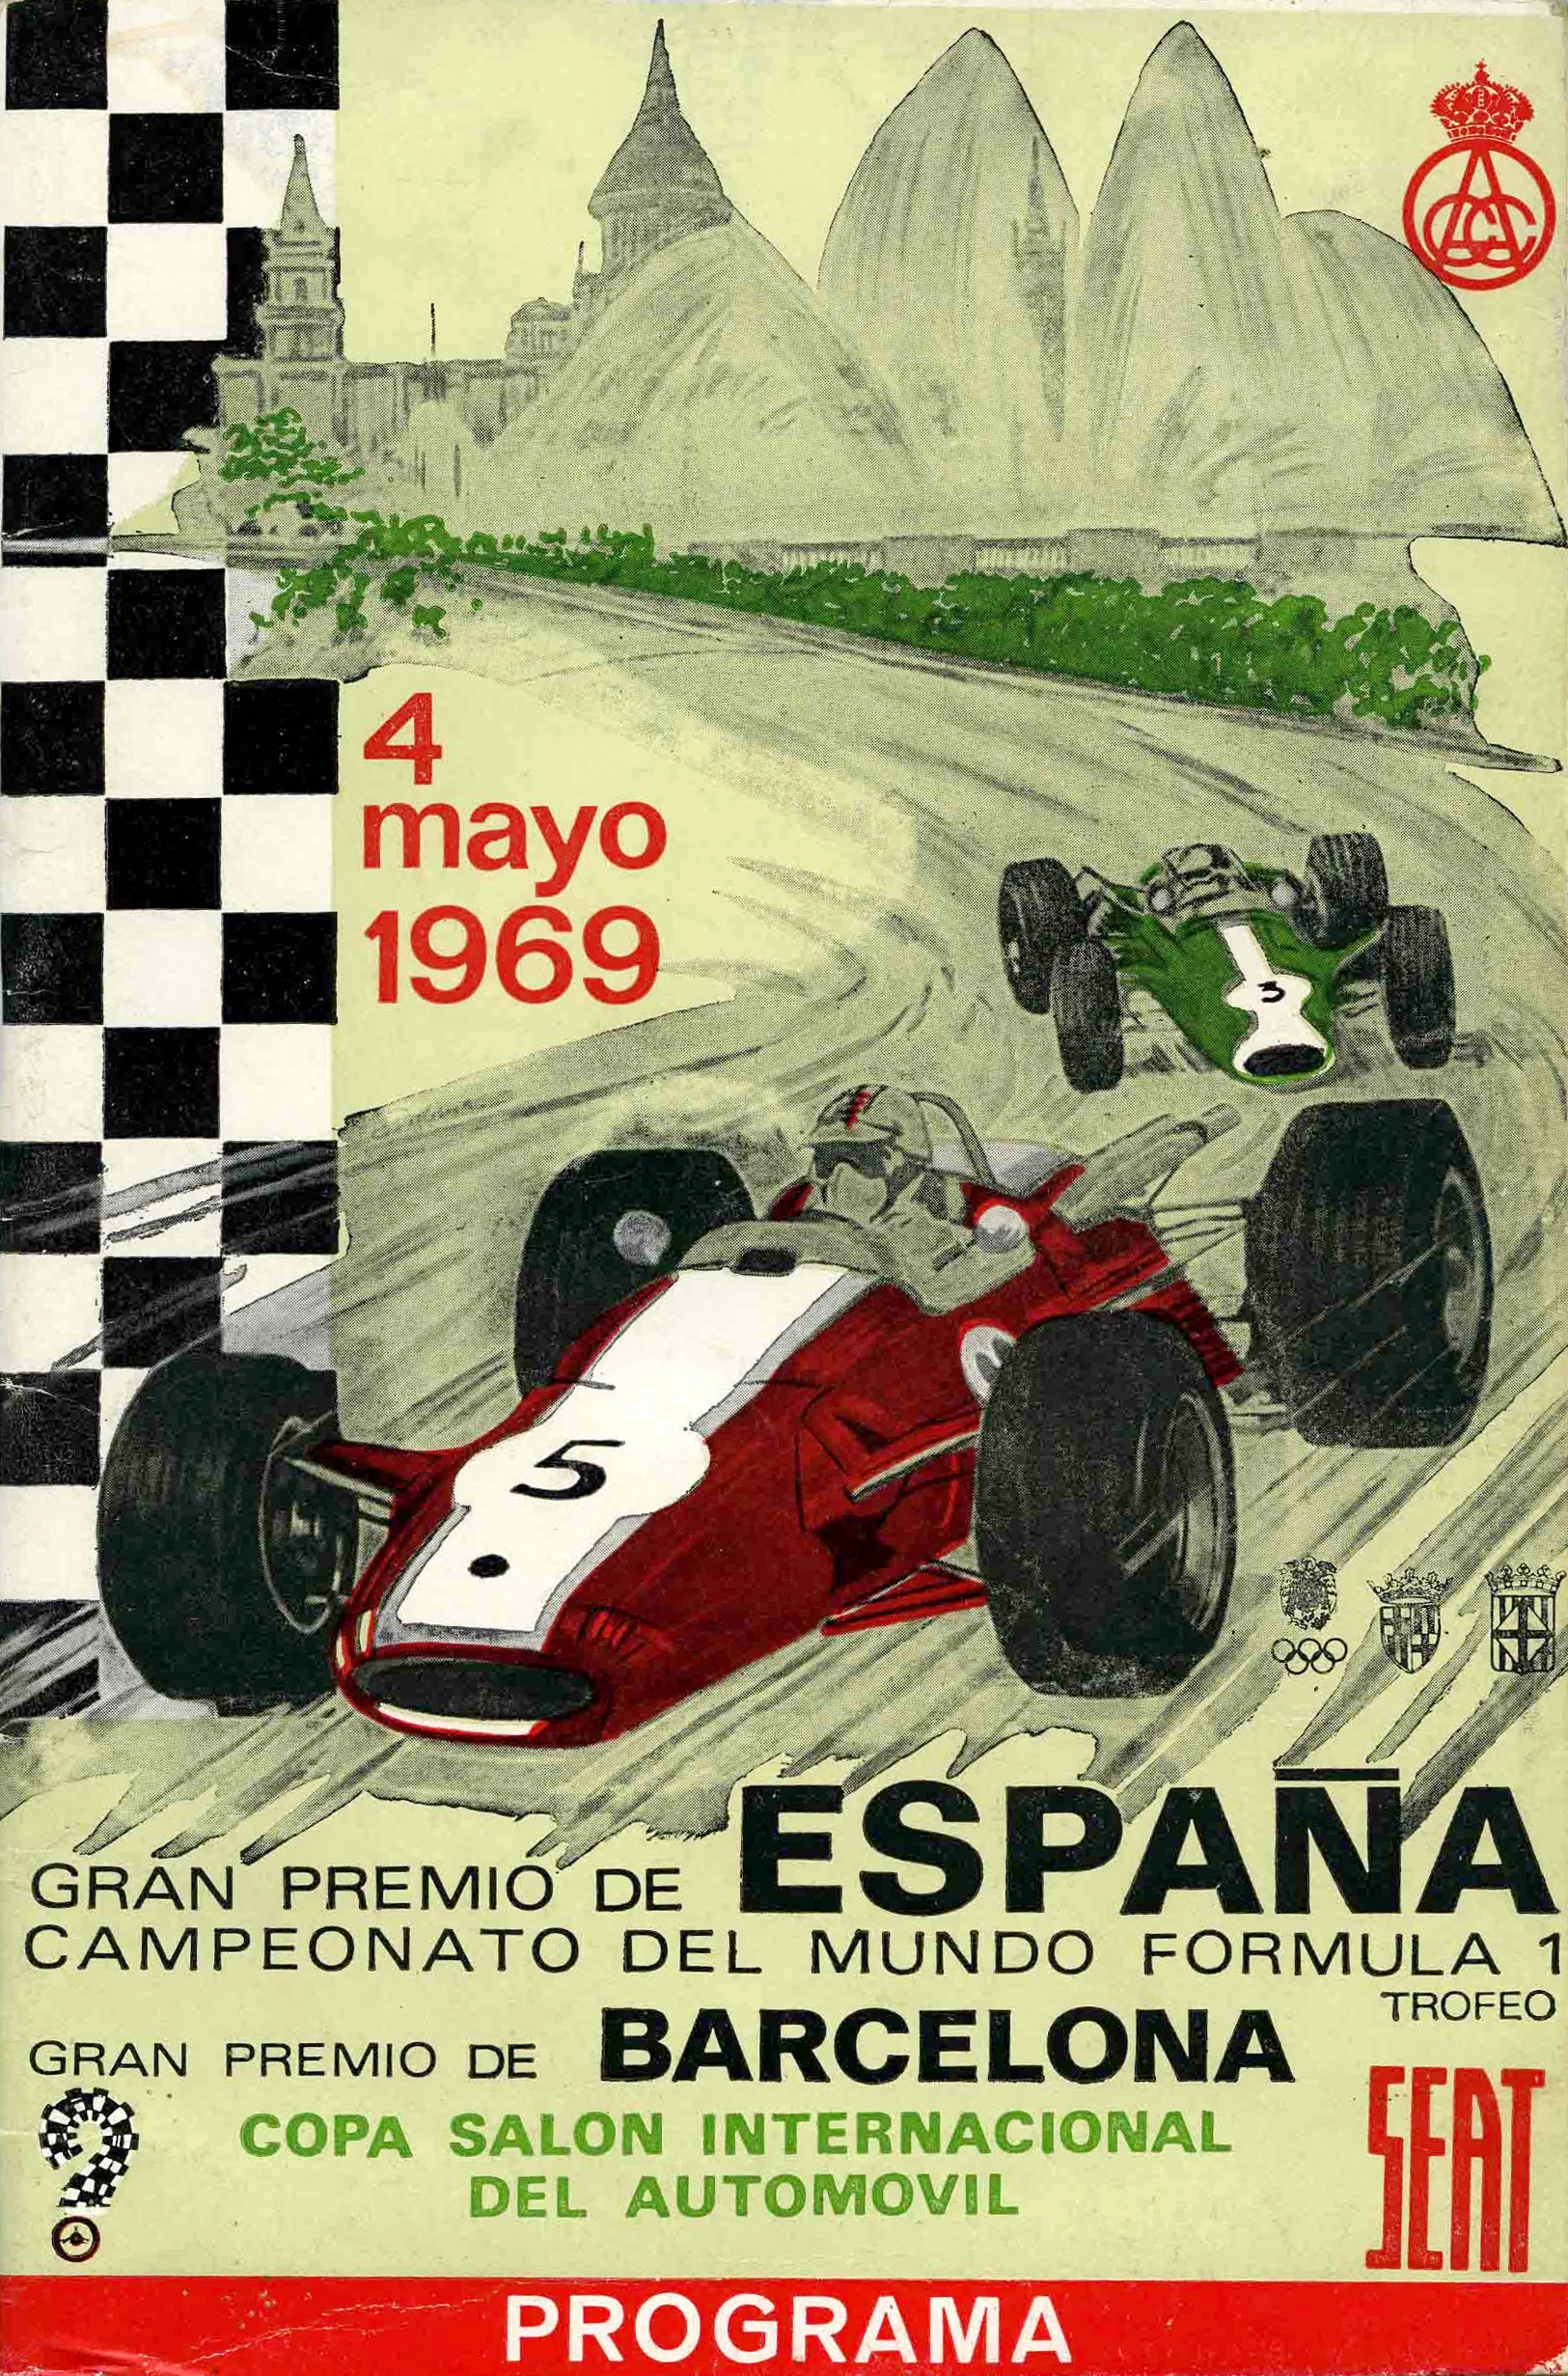 4
mayo
1969
3
5
GRAN PREMIO DE ESPAÑA
CAMPEONATO DEL MUNDO FORMULA 1
TROFEO
GRAN PREMIO DE BARCELONA
SEAT
COPA SALON INTERNACIONAL
DEL AUTOMOVIL
PROGRAMA